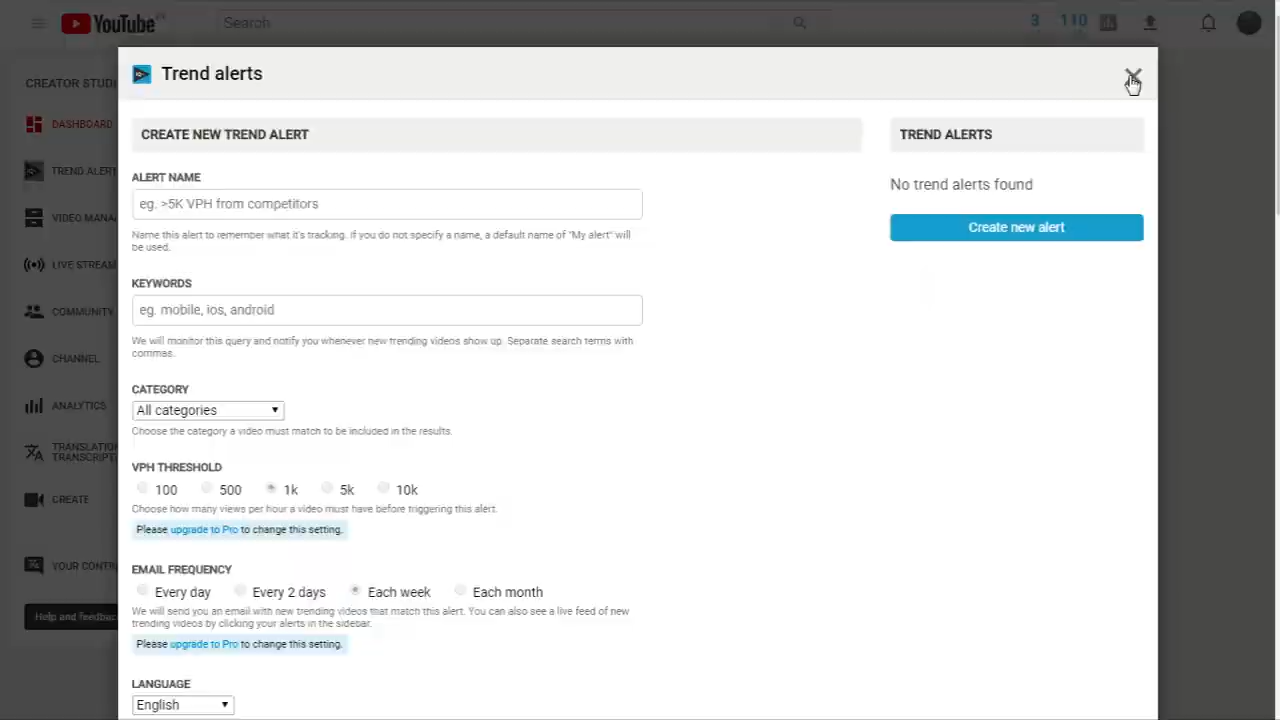 YouTube
Search
3
110
Trend alerts
CREATOR STUDI
DASHBOARD
TREND ALERT
VIDEO MANA
LIVE STREAM
COMMUNITY
CHANNEL
ANALYTICS
TRANSLATION
TRANSCRIPT
CREATE
YOUR CONTR
Help and feedbac
CREATE NEW TREND ALERT
ALERT NAME
eg. >5K VPH from competitors
Name this alert to remember what it's tracking. If you do not specify a name, a default name of "My alert" will
be used.
KEYWORDS
eg. mobile, ios, android
We will monitor this query and notify you whenever new trending videos show up. Separate search terms with
commas.
CATEGORY
All categories
Choose the category a video must match to be included in the results.
VPH THRESHOLD
100 500 1k 5k 10k
Choose how many views per hour a video must have before triggering this alert.
Please upgrade to Pro to change this setting.
EMAIL FREQUENCY
Every day Every 2 days Each week Each month
We will send you an email with new trending videos that match this alert. You can also see a live feed of new
trending videos by clicking your alerts in the sidebar.
Please upgrade to Pro to change this setting.
LANGUAGE
English
TREND ALERTS
No trend alerts found
Create new alert